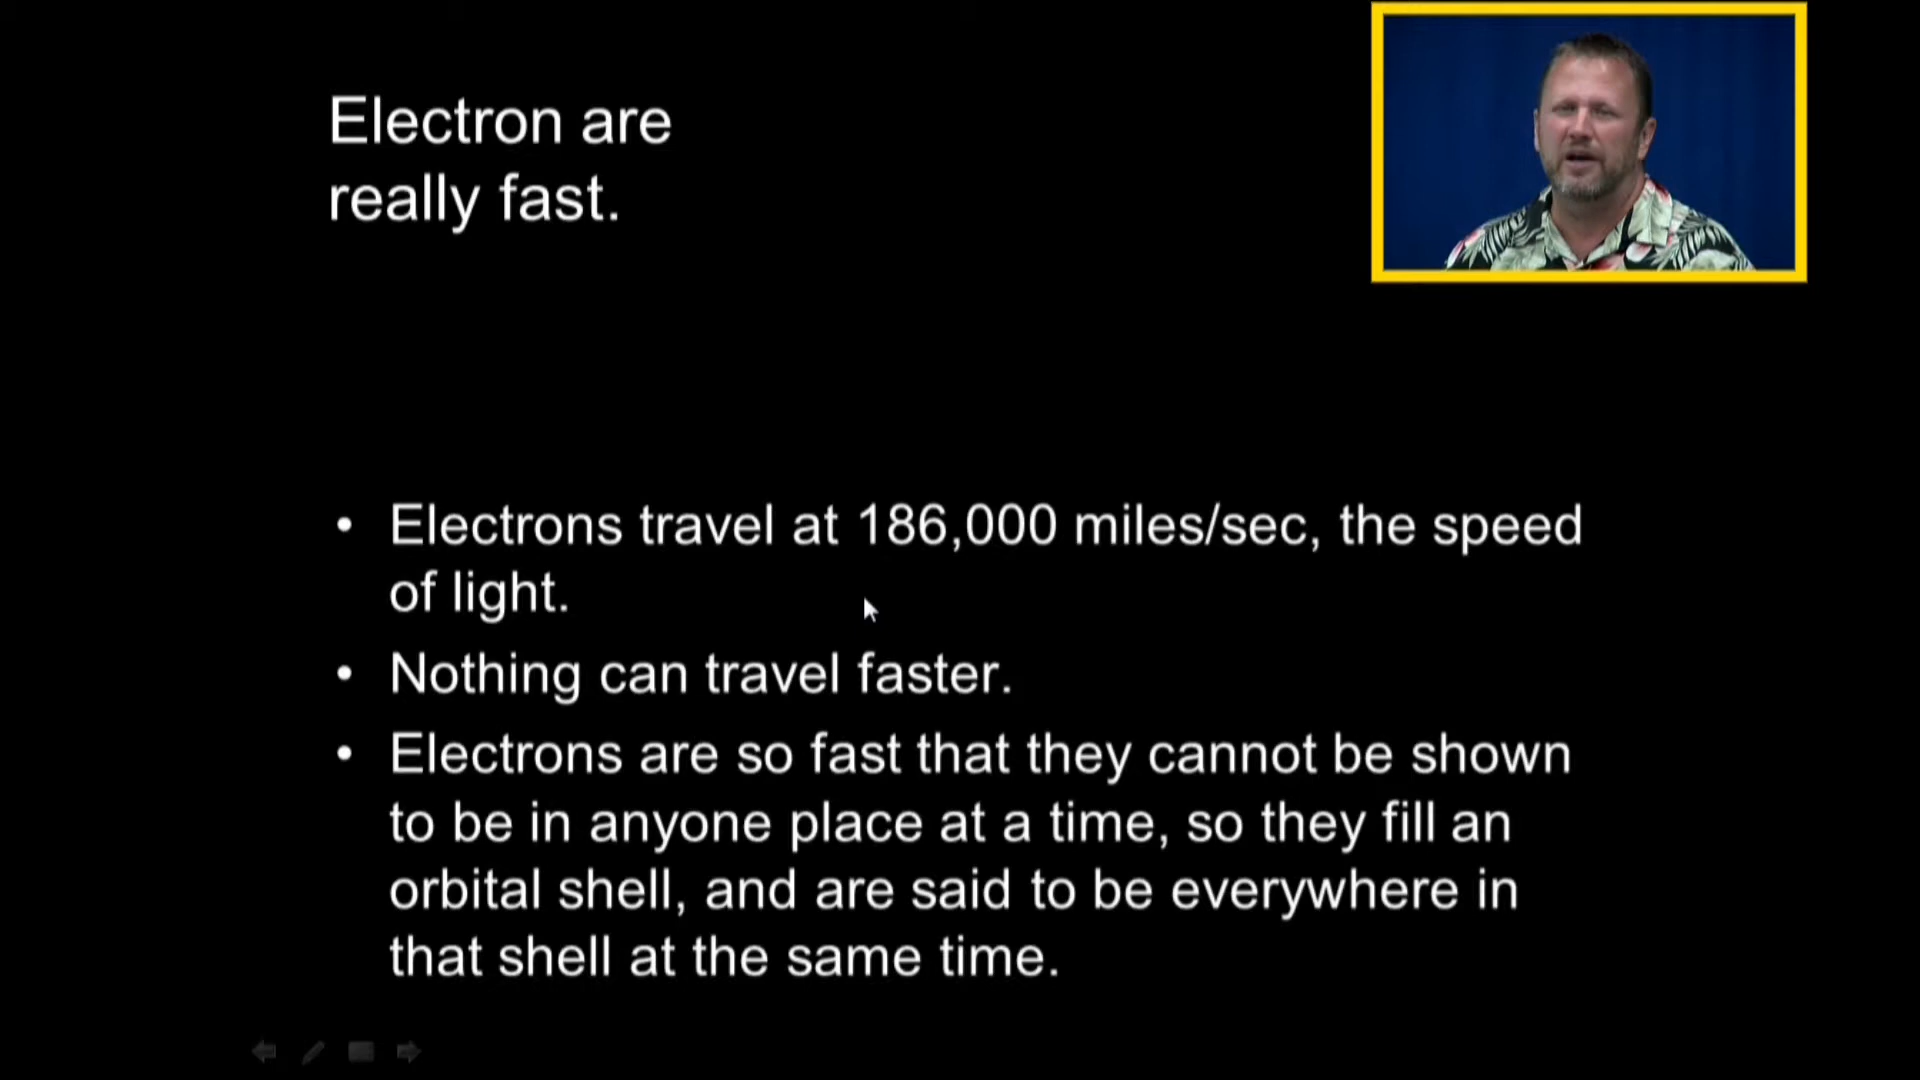 Electron are
really fast.
• Electrons travel at 186,000 miles/sec, the speed
of light.
• Nothing can travel faster.
• Electrons are so fast that they cannot be shown
to be in anyone place at a time, so they fill an
orbital shell, and are said to be everywhere in
that shell at the same time.